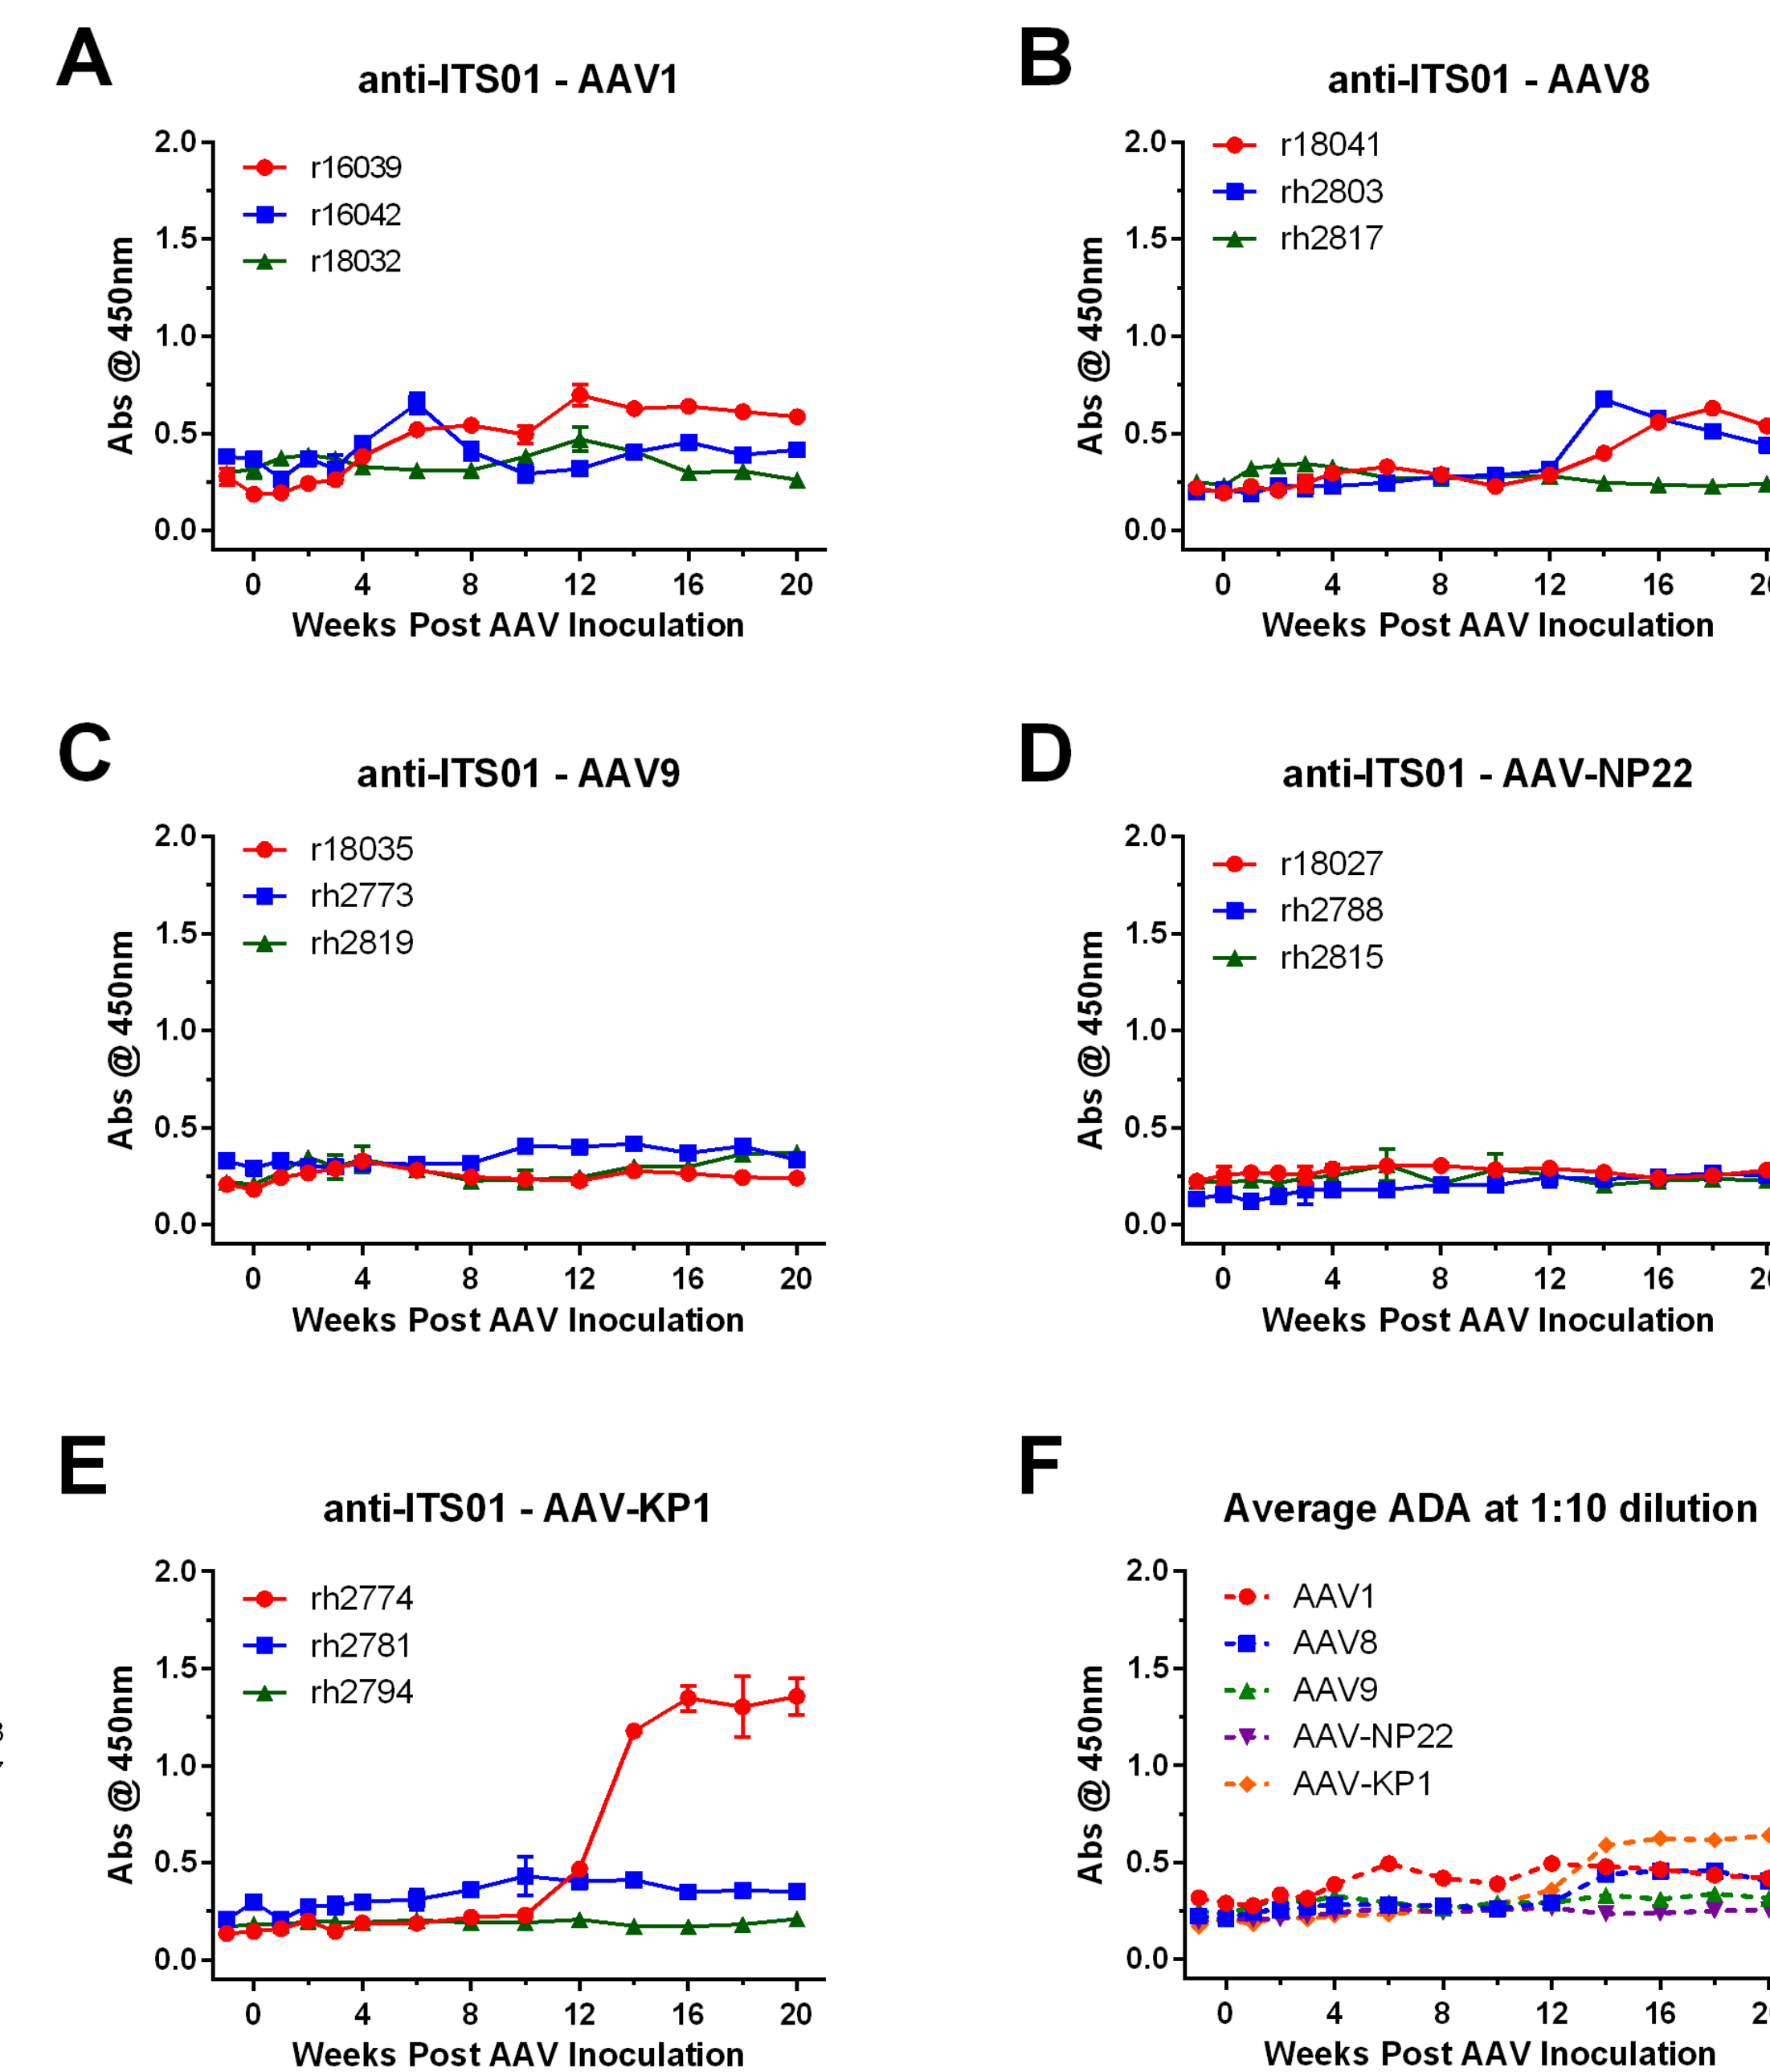 A
anti-ITS01 - AAV1
2.0
1.5
1.0
0.5
0.0
Abs @ 450nm
r16039
r16042
r18032
0 4 8 12 16 20
Weeks Post AAV Inoculation
B
anti-ITS01 - AAV8
2.0
1.5
1.0
0.5
0.0
Abs @ 450nm
r18041
rh2803
rh2817
0 4 8 12 16 2
Weeks Post AAV Inoculation
C
anti-ITS01 - AAV9
2.0
1.5
1.0
0.5
0.0
Abs @ 450nm
r18035
rh2773
rh2819
0 4 8 12 16 20
Weeks Post AAV Inoculation
D
anti-ITS01 - AAV-NP22
2.0
1.5
1.0
0.5
0.0
Abs @ 450nm
r18027
rh2788
rh2815
0 4 8 12 16 2
Weeks Post AAV Inoculation
E
anti-ITS01 - AAV-KP1
2.0
1.5
1.0
0.5
0.0
Abs @ 450nm
rh2774
rh2781
rh2794
0 4 8 12 16 20
Weeks Post AAV Inoculation
F
Average ADA at 1:10 dilution
2.0
1.5
1.0
0.5
0.0
Abs @ 450nm
AAV1
AAV8
AAV9
AAV-NP22
AAV-KP1
0 4 8 12 16 2
Weeks Post AAV Inoculation